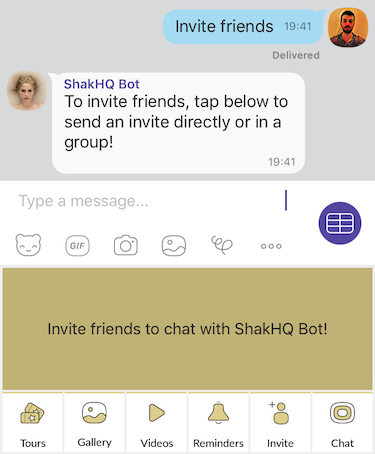 Invite friends 19:41
Delivered
ShakHQ Bot
To invite friends, tap below to
send an invite directly or in a
group!
19:41
Type a message...
GIF
Invite friends to chat with ShakHQ Bot!
Tours Gallery Videos Reminders Invite Chat